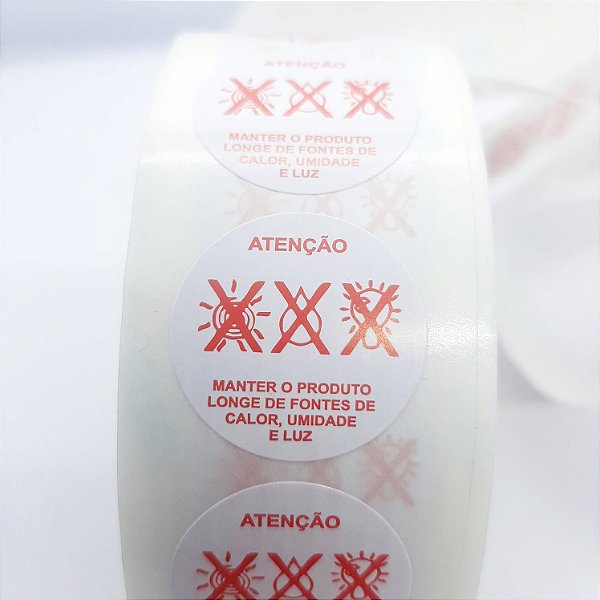 ATENÇÃO
MANTER O PRODUTO
LONGE DE FONTES DE
CALOR, UMIDADE
E LUZ
ATENÇÃO
MANTER O PRODUTO
LONGE DE FONTES DE
CALOR, UMIDADE
E LUZ
ATENÇÃO